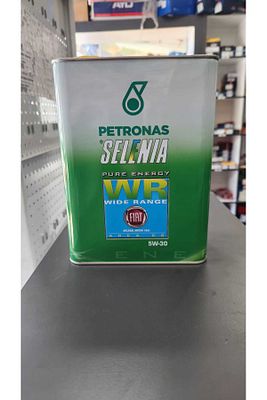 PETRONAS
SELENIA
PURE ENERGY
WR
WIDE RANGE
FIAT
5W-30